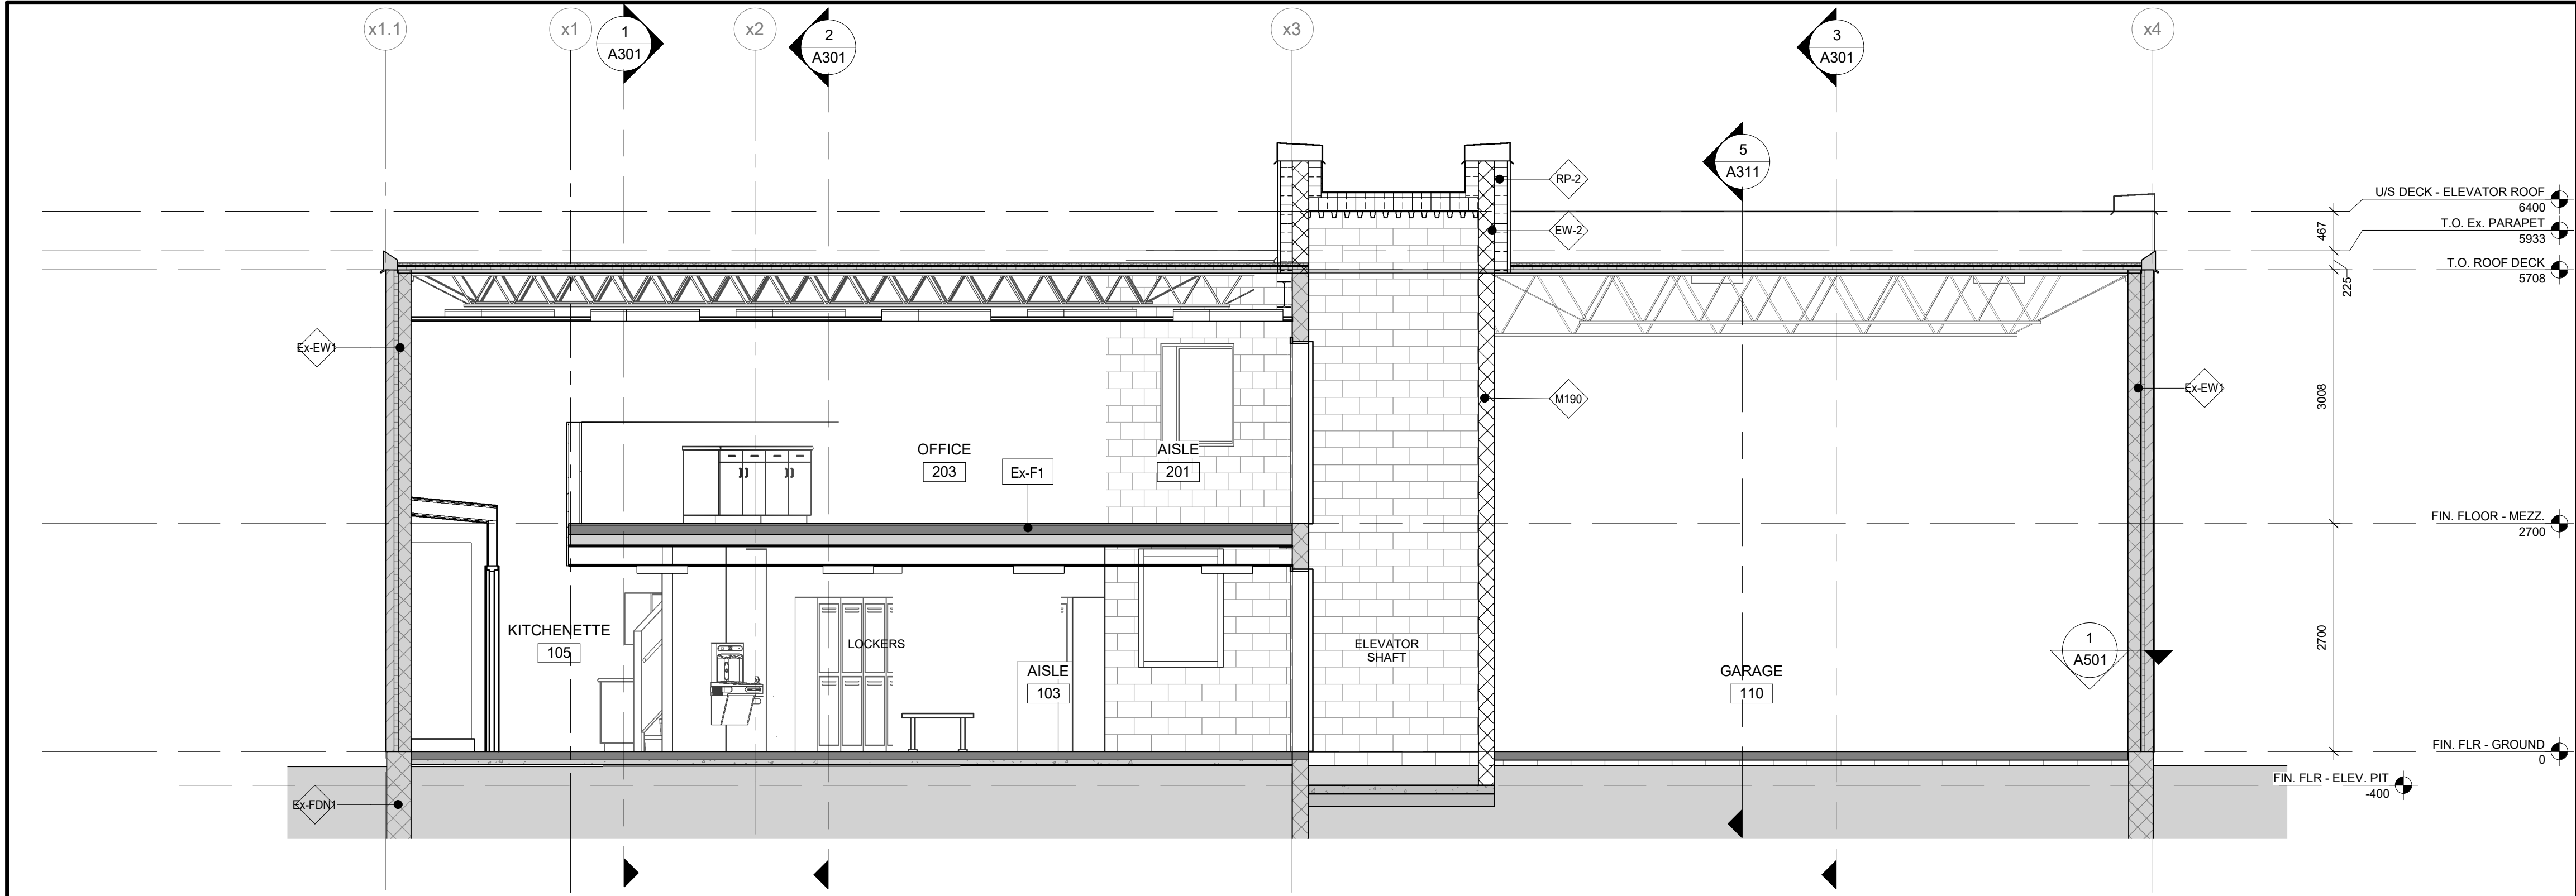 x1.1
x1
1
A301
x2
2
A301
x3
3
A301
x4
5
A311
RP-2
EW-2
U/S DECK - ELEVATOR ROOF
6400
467
T.O. Ex. PARAPET
5933
T.O. ROOF DECK
5708
225
Ex-EW1
Ex-EW1
M190
3008
OFFICE
203
Ex-F1
AISLE
201
FIN. FLOOR - MEZZ.
2700
KITCHENETTE
105
LOCKERS
AISLE
103
ELEVATOR
SHAFT
GARAGE
110
1
A501
2700
FIN. FLR - GROUND
0
FIN. FLR - ELEV. PIT
-400
Ex-FDN1